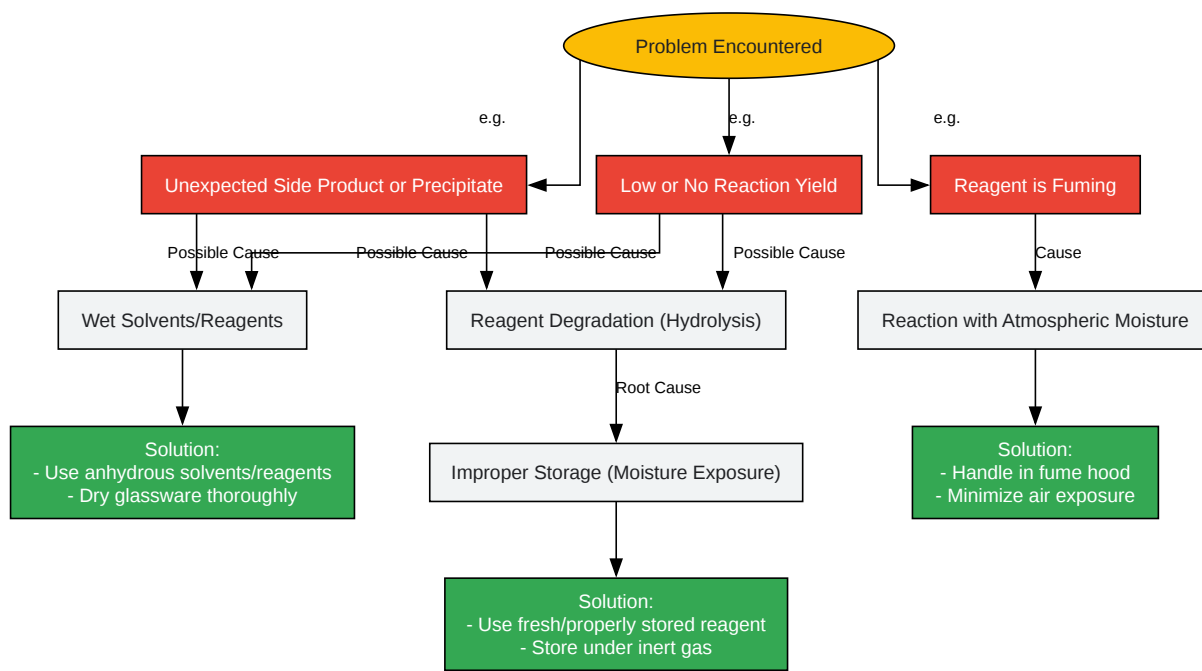 Problem Encountered
e.g.
e.g.
e.g.
Unexpected Side Product or Precipitate
Low or No Reaction Yield
Reagent is Fuming
Possible Cause
Possible Cause
Possible Cause
Possible Cause
Cause
Wet Solvents/Reagents
Reagent Degradation (Hydrolysis)
Reaction with Atmospheric Moisture
Root Cause
Solution:
- Use anhydrous solvents/reagents
- Dry glassware thoroughly
Improper Storage (Moisture Exposure)
Solution:
- Handle in fume hood
- Minimize air exposure
Solution:
- Use fresh/properly stored reagent
- Store under inert gas